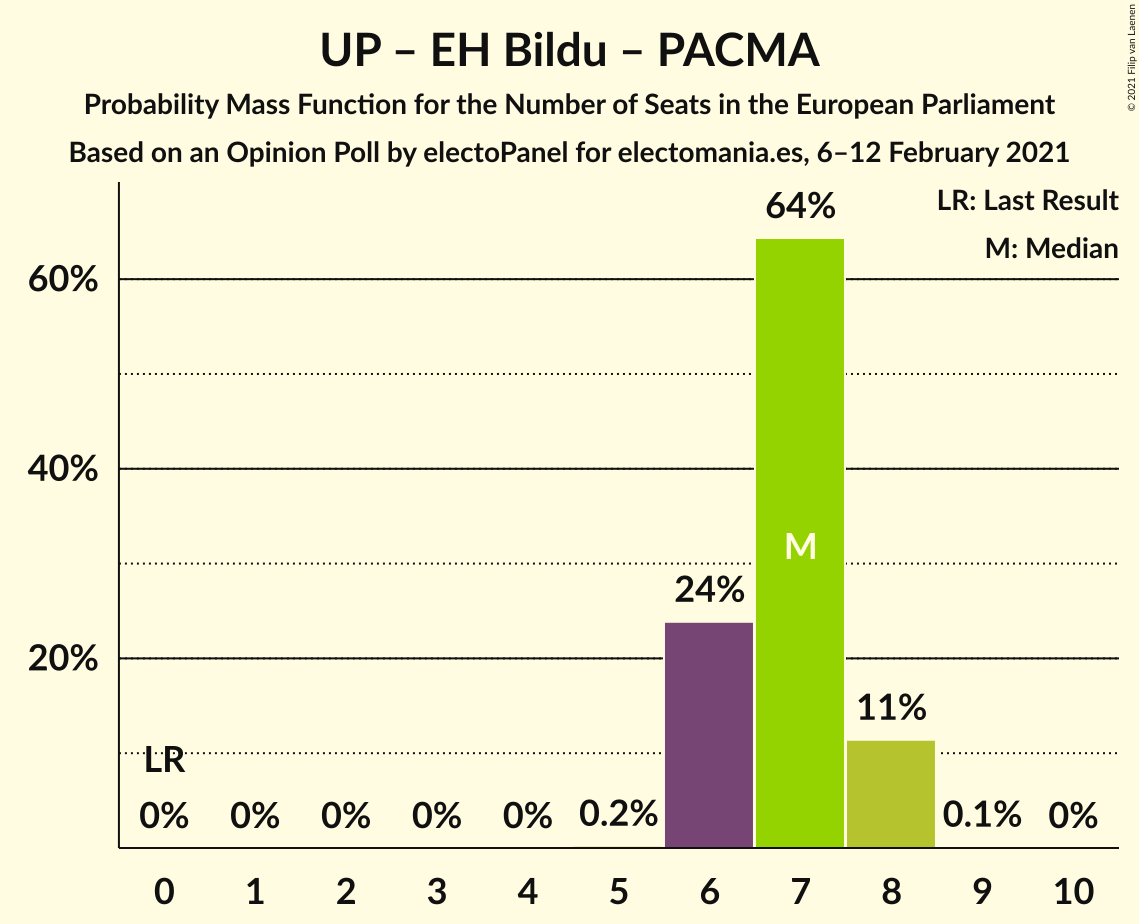 UP – EH Bildu – PACMA
Probability Mass Function for the Number of Seats in the European Parliament
Based on an Opinion Poll by electoPanel for electomania.es, 6–12 February 2021
© 2021 Filip van Laenen
LR: Last Result
M: Median
60%
40%
20%
LR
0%
0%
0%
0%
0%
0.2%
24%
64%
M
11%
0.1%
0%
0 1 2 3 4 5 6 7 8 9 10